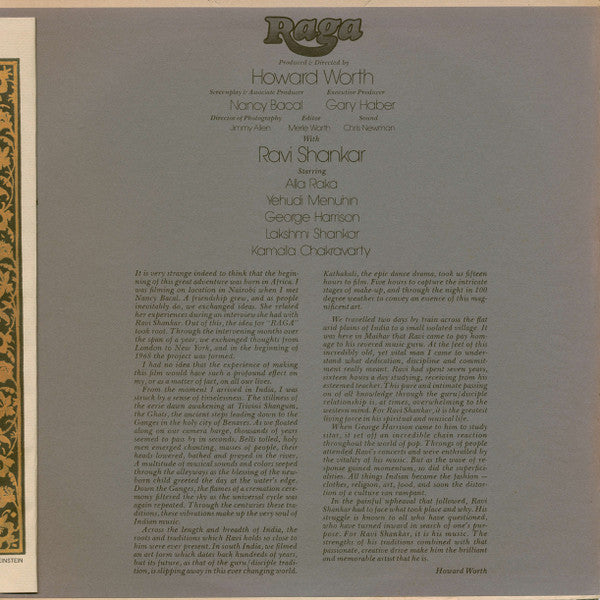 Raga
Produced & Directed by
Howard Worth
Screenplay & Associate Producer Executive Producer
Nancy Bacal Gary Haber
Director of Photography Editor Sound
Jimmy Allen Merle Worth Chris Newman
With
Ravi Shankar
Starring
Alla Raka
Yehudi Menuhin
George Harrison
Lakshmi Shankar
Kamala Chakravarty
It is very strange indeed to think that the begin-
ning of this great adventure was born in Africa. I
was filming on location in Nairobi when I met
Nancy Bacal. A friendship grew, and as people
inevitably do, we exchanged ideas. She related
her experiences during an interview she had with
Ravi Shankar. Out of this, the idea for "RAGA"
took root. Through the intervening months over
the span of a year, we exchanged thoughts from
London to New York, and in the beginning of
1968 the project was formed.
I had no idea that the experience of making
this film would have such a profound effect on
my, or as a matter of fact, on all our lives.
From the moment I arrived in India, I was
struck by a sense of timelessness. The stillness of
the eerie dawn awakening at Trivini Shangum,
the Ghats, the ancient steps leading down to the
Ganges in the holy city of Benares. As we floated
along on our camera barge, thousands of years
seemed to pass by in seconds. Bells tolled, holy
men emerged chanting, masses of people, their
heads lowered, bathed and prayed in the river.
A multitude of musical sounds and colors seeped
through the alleyways as the blessing of the new-
born child greeted the day at the water's edge.
Down the Ganges, the flames of a cremation cere-
mony filtered the sky as the universal cycle was
again repeated. Through the centuries these tra-
ditions, these vibrations make up the very soul of
Indian music.
Across the length and breadth of India, the
roots and traditions which Ravi holds so close to
him were ever present. In south India, we filmed
an art form which dates back hundreds of years,
but its future, as that of the guru/disciple tradi-
tion, is slipping away in this ever changing world.
Kathakali, the epic dance drama, took us fifteen
hours to film. Five hours to capture the intricate
stages of make-up, and through the night in 100
degree weather to convey an essence of this mag-
nificent art.
We travelled two days by train across the flat
arid plains of India to a small isolated village. It
was here in Maihar that Ravi came to pay hom-
age to his revered music guru. At the feet of this
incredibly old, yet vital man I came to under-
stand what dedication, discipline and commit-
ment really meant. Ravi had spent seven years,
sixteen hours a day studying, receiving from his
esteemed teacher. This pure and intimate passing
on of all knowledge through the guru/disciple
relationship is, at times, overwhelming to the
western mind. For Ravi Shankar, it is the greatest
living force in his spiritual and musical life.
When George Harrison came to him to study
sitar, it set off an incredible chain reaction
throughout the world of pop. Throngs of people
attended Ravi's concerts and were enthralled by
the vitality of his music. But as the wave of re-
sponse gained momentum, so did the superfici-
alities. All things Indian became the fashion —
clothes, religion, art, food, and soon the distor-
tion of a culture ran rampant.
In the painful upheaval that followed, Ravi
Shankar had to face what took place and why. His
struggle is known to all who have questioned,
who have turned inward in search of one's pur-
pose. For Ravi Shankar, it is his music. The
strengths of his traditions combined with that
passionate, creative drive make him the brilliant
and memorable artist that he is.
Howard Worth
EINSTEIN